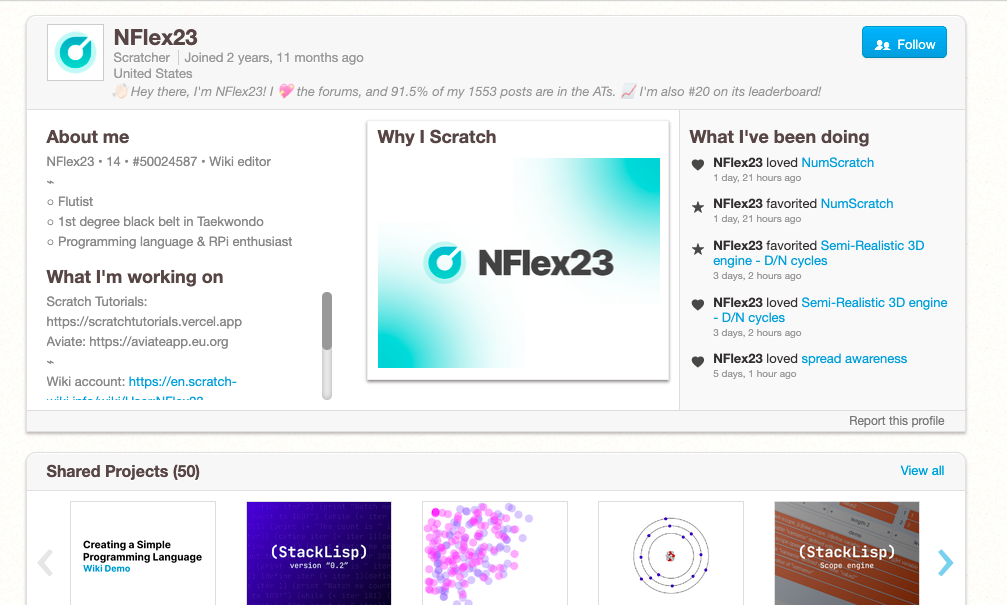 NFlex23
Scratcher Joined 2 years, 11 months ago
United States
👋🏻 Hey there, I'm NFlex23! I 💖 the forums, and 91.5% of my 1553 posts are in the ATs. 📈 I'm also #20 on its leaderboard!
Follow
About me
NFlex23 • 14 • #50024587 • Wiki editor
⌁
○ Flutist
○ 1st degree black belt in Taekwondo
○ Programming language & RPi enthusiast
What I'm working on
Scratch Tutorials:
https://scratchtutorials.vercel.app
Aviate: https://aviateapp.eu.org
⌁
Wiki account: https://en.scratch-
wiki.info/wiki/User:NFlex23
Why I Scratch
NFlex23
What I've been doing
NFlex23 loved NumScratch
1 day, 21 hours ago
NFlex23 favorited NumScratch
1 day, 21 hours ago
NFlex23 favorited Semi-Realistic 3D
engine - D/N cycles
3 days, 2 hours ago
NFlex23 loved Semi-Realistic 3D engine
- D/N cycles
3 days, 2 hours ago
NFlex23 loved spread awareness
5 days, 1 hour ago
Report this profile
Shared Projects (50)
View all
Creating a Simple
Programming Language
Wiki Demo
(StackLisp)
version "0.2"
(StackLisp)
Scope engine